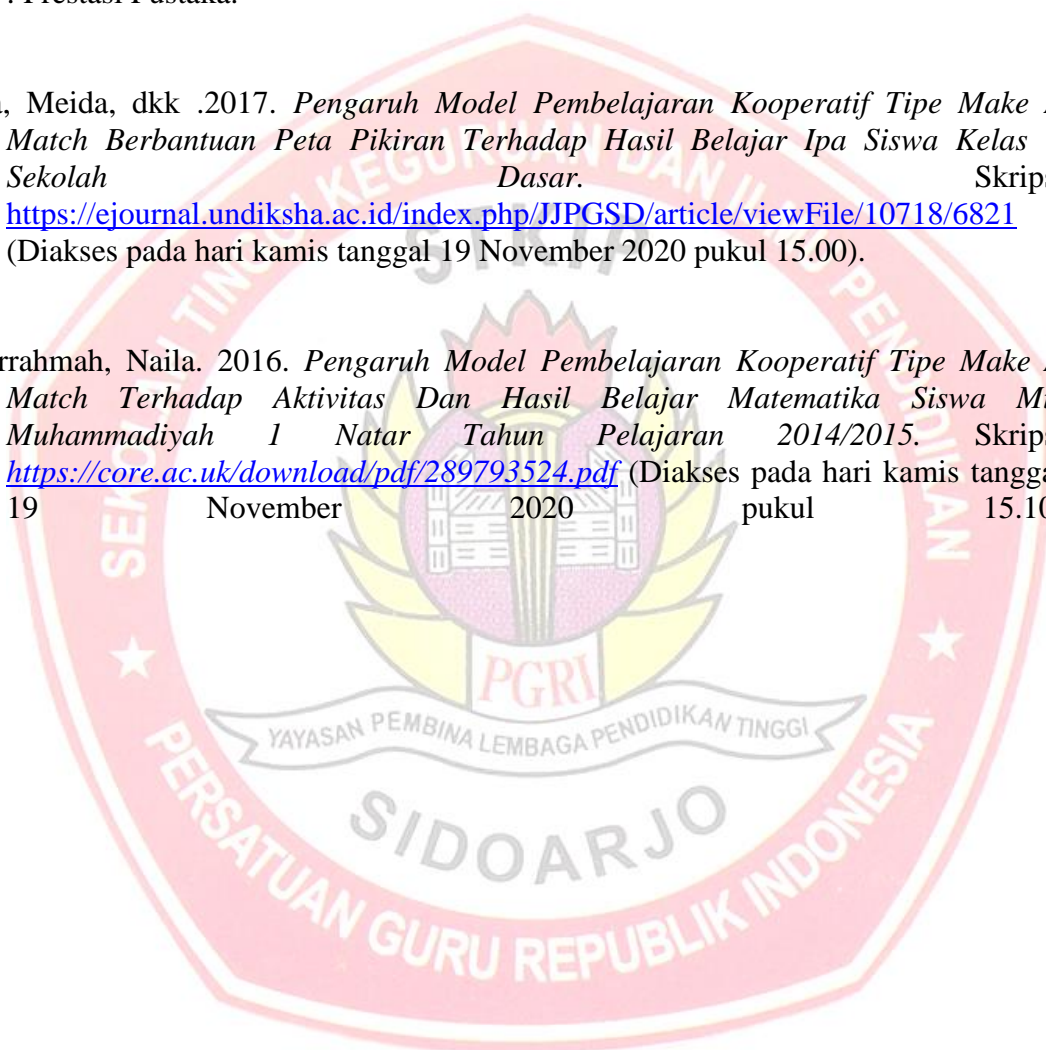 : Prestasi Pustaka.
, Meida, dkk .2017. Pengaruh Model Pembelajaran Kooperatif Tipe Make
Match Berbantuan Peta Pikiran Terhadap Hasil Belajar Ipa Siswa Kelas
Sekolah Dasar. Skrips
https://ejournal.undiksha.ac.id/index.php/JJPGSD/article/viewFile/10718/6821
(Diakses pada hari kamis tanggal 19 November 2020 pukul 15.00).
rrahmah, Naila. 2016. Pengaruh Model Pembelajaran Kooperatif Tipe Make
Match Terhadap Aktivitas Dan Hasil Belajar Matematika Siswa
Muhammadiyah 1 Natar Tahun Pelajaran 2014/2015. Skrips
https://core.ac.uk/download/pdf/289793524.pdf (Diakses pada hari kamis tangga
19 November 2020 pukul 15.10
SEKOLAH TINGGI KEGURUAN DAN ILMU PENDIDIKAN
STKIP
PGRI
YAYASAN PEMBINA LEMBAGA PENDIDIKAN TINGGI
SIDOARJO
PERSATUAN GURU REPUBLIK INDONESIA